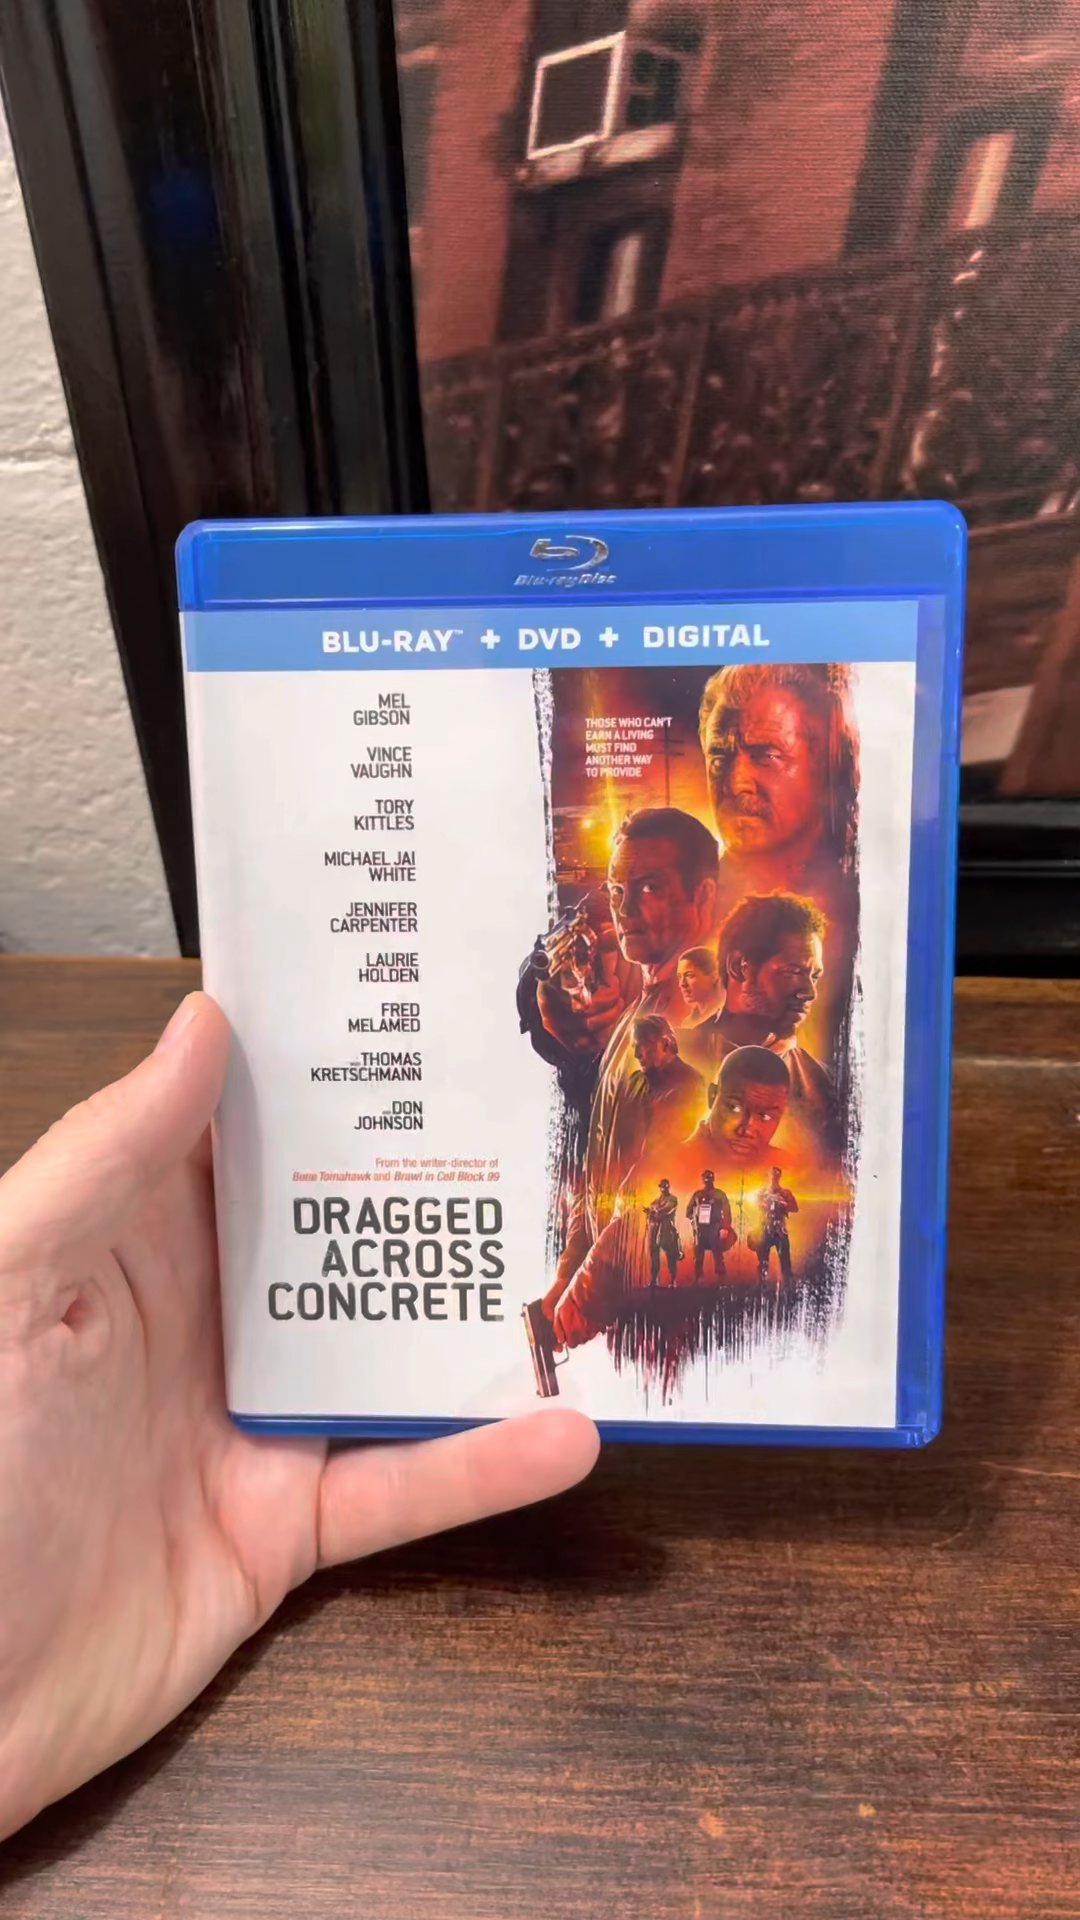 Blu-ray Disc
BLU-RAY™ + DVD + DIGITAL
MEL
GIBSON
VINCE
VAUGHN
TORY
KITTLES
MICHAEL JAI
WHITE
JENNIFER
CARPENTER
LAURIE
HOLDEN
FRED
MELAMED
THOMAS
KRETSCHMANN
DON
JOHNSON
THOSE WHO CAN'T
EARN A LIVING
MUST FIND
ANOTHER WAY
TO PROVIDE
From the writer-director of
Bone Tomahawk and Brawl in Cell Block 99
DRAGGED
ACROSS
CONCRETE